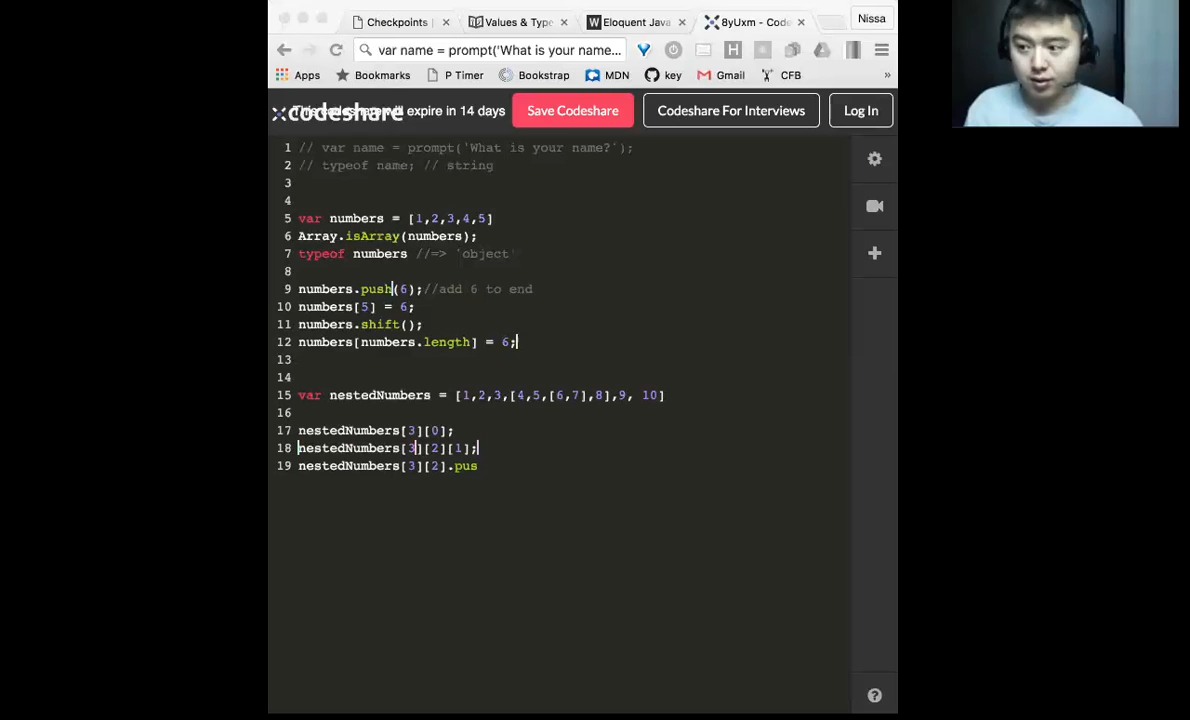 Checkpoints |
Values & Type
Eloquent Java
8yUxm - Code
Nissa
var name = prompt('What is your name...
Apps
Bookmarks
P Timer
Bookstrap
MDN
key
Gmail
CFB
»
codeshare
will expire in 14 days
Save Codeshare
Codeshare For Interviews
Log In
1 // var name = prompt('What is your name?');
2 // typeof name; // string
3
4
5 var numbers = [1,2,3,4,5]
6 Array.isArray(numbers);
7 typeof numbers //=> 'object'
8
9 numbers.push(6);//add 6 to end
10 numbers[5] = 6;
11 numbers.shift();
12 numbers[numbers.length] = 6;
13
14
15 var nestedNumbers = [1,2,3,[4,5,[6,7],8],9, 10]
16
17 nestedNumbers[3][0];
18 nestedNumbers[3][2][1];
19 nestedNumbers[3][2].pus